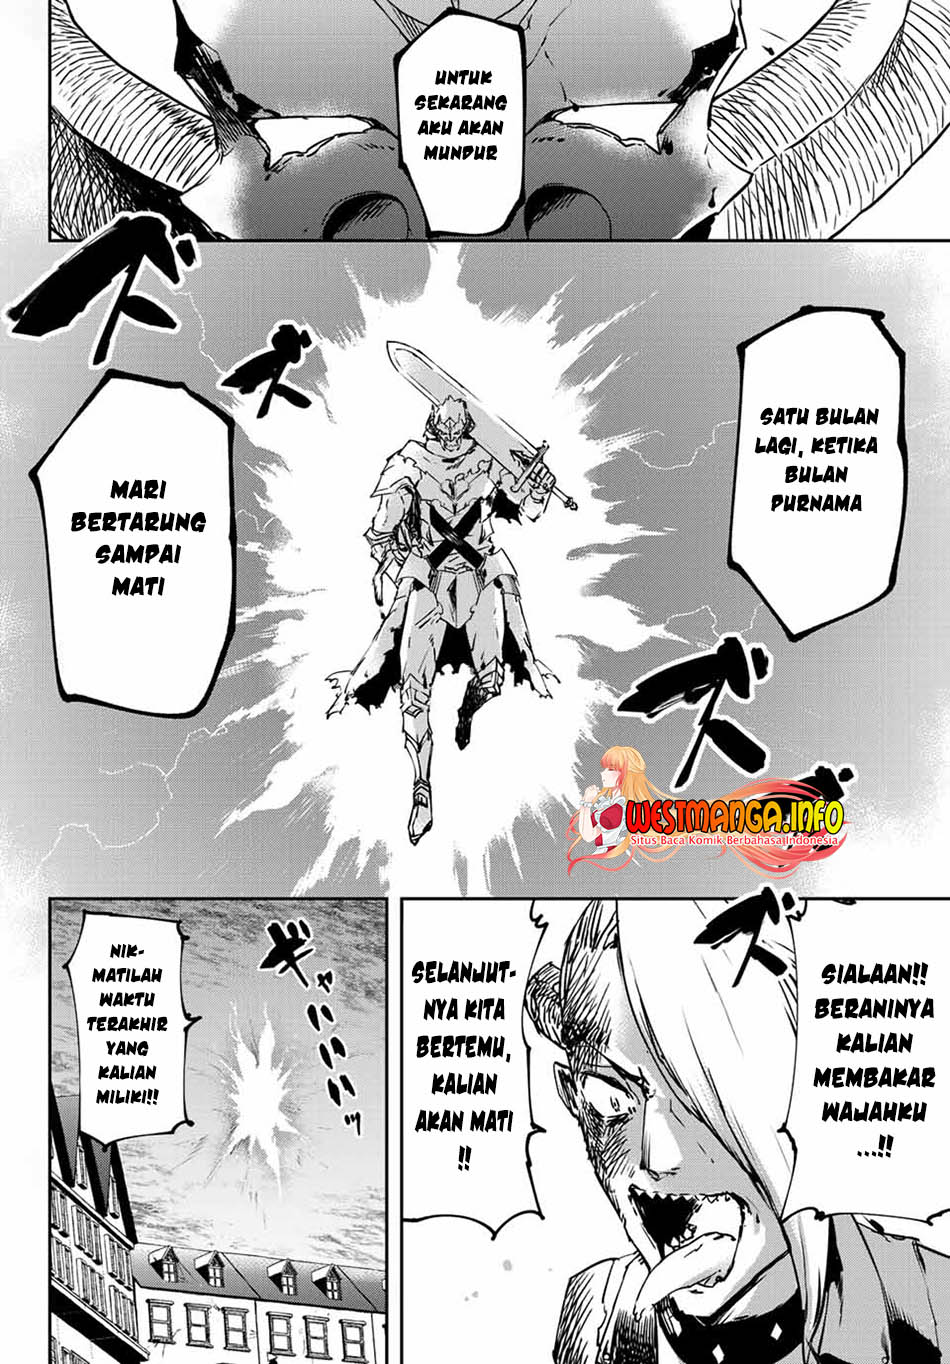 UNTUK
SEKARANG
AKU AKAN
MUNDUR
SATU BULAN
LAGI, KETIKA
BULAN
PURNAMA
MARI
BERTARUNG
SAMPAI
MATI
ズズ
ズズ
WESTMANGA.INFO
Situs Baca Komik Berbahasa Indonesia
SIALAAN!!
BERANINYA
KALIAN
MEMBAKAR
WAJAHKU
...!!
SELANJUT-
NYA KITA
BERTEMU,
KALIAN
AKAN MATI
!!
NIK-
MATILAH
WAKTU
TERAKHIR
YANG
KALIAN
MILIKI!!
ギャハハハ